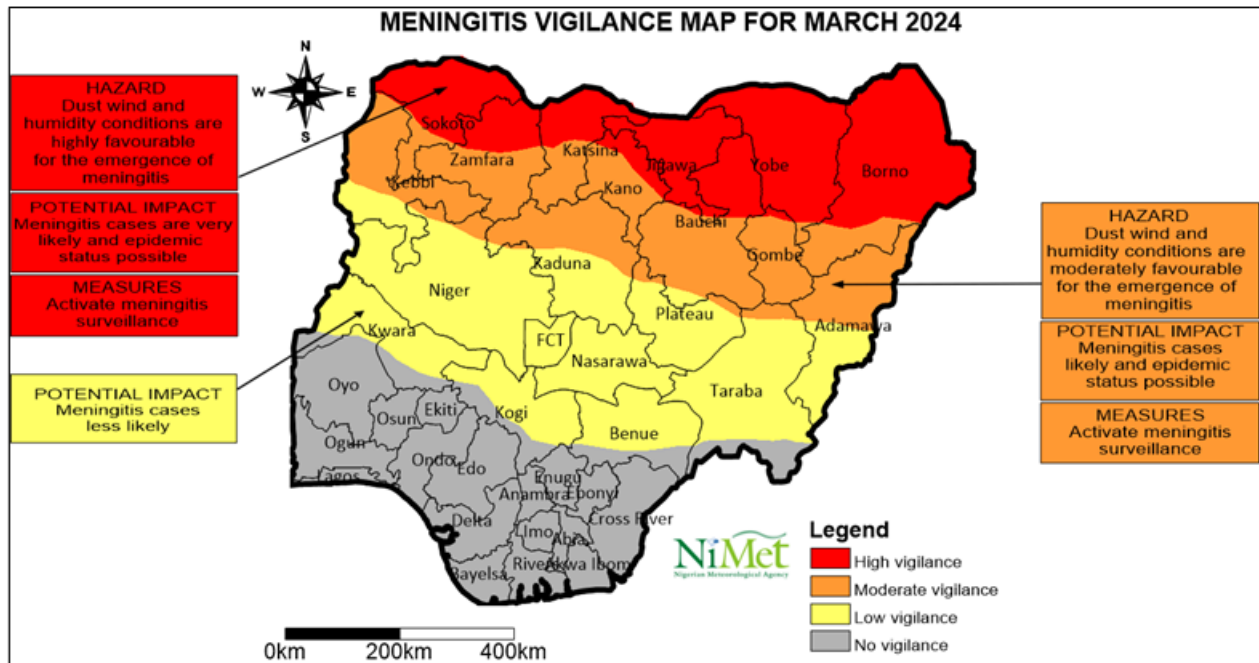 MENINGITIS VIGILANCE MAP FOR MARCH 2024
N
W
E
S
HAZARD
Dust wind and
humidity conditions are
highly favourable
for the emergence of
meningitis
POTENTIAL IMPACT
Meningitis cases are very
likely and epidemic
status possible
MEASURES
Activate meningitis
surveillance
POTENTIAL IMPACT
Meningitis cases
less likely
Sokoto
Zamfara
Katsina
Jigawa
Yobe
Borno
Kebbi
Kano
Bauchi
Gombe
Kaduna
Niger
Plateau
Adamawa
Kwara
FCT
Nasarawa
Taraba
Oyo
Osun
Ekiti
Kogi
Benue
Ogun
Ondo
Edo
Lagos
Enugu
Anambra
Ebonyi
Delta
Imo
Abia
Cross River
Bayelsa
Rivers
Akwa Ibom
HAZARD
Dust wind and
humidity conditions are
moderately favourable
for the emergence of
meningitis
POTENTIAL IMPACT
Meningitis cases
likely and epidemic
status possible
MEASURES
Activate meningitis
surveillance
NiMet
Nigerian Meteorological Agency
Legend
High vigilance
Moderate vigilance
Low vigilance
No vigilance
0km
200km
400km